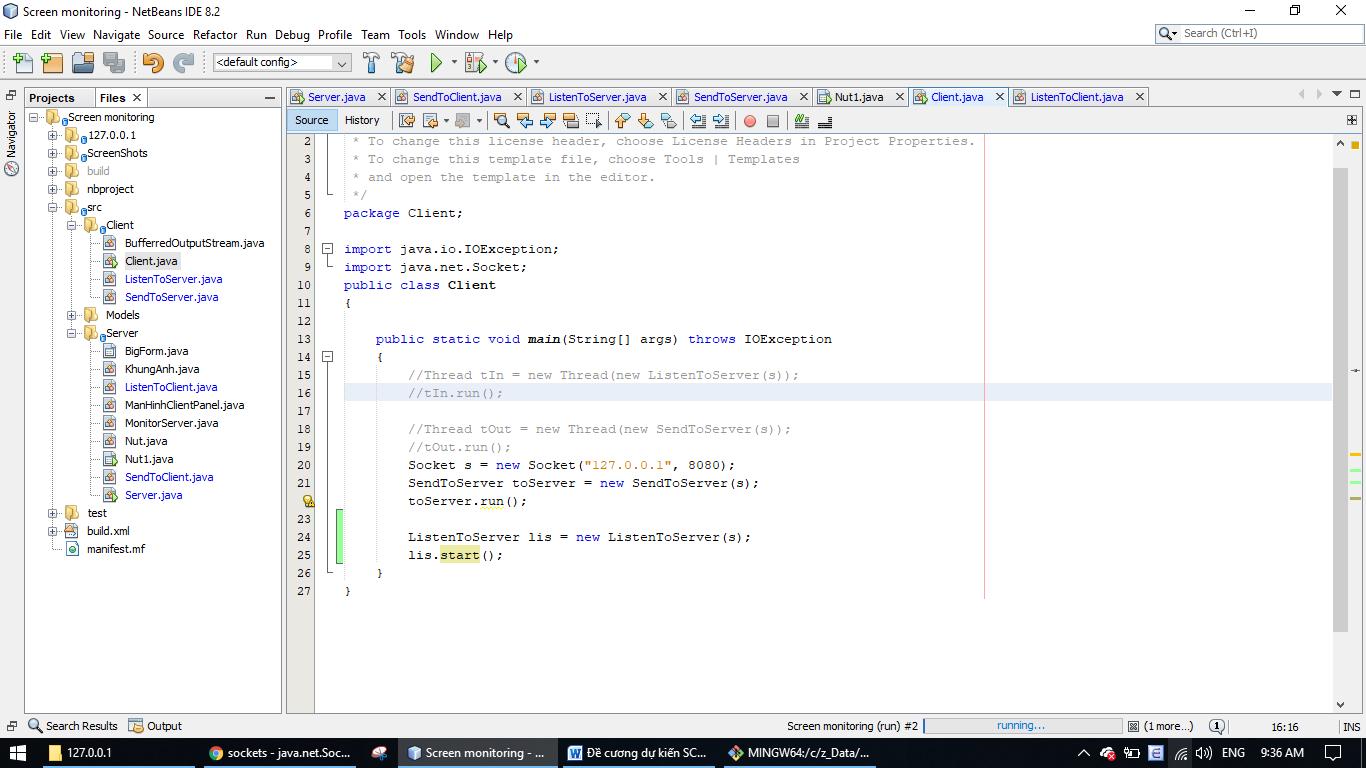 Screen monitoring - NetBeans IDE 8.2
File Edit View Navigate Source Refactor Run Debug Profile Team Tools Window Help
Search (Ctrl+I)
<default config>
Projects Files
Server.java SendToClient.java ListenToServer.java SendToServer.java Nut1.java Client.java ListenToClient.java
Navigator
Source History
Screen monitoring
127.0.0.1
ScreenShots
build
nbproject
src
Client
BufferredOutputStream.java
Client.java
ListenToServer.java
SendToServer.java
Models
Server
BigForm.java
KhungAnh.java
ListenToClient.java
ManHinhClientPanel.java
MonitorServer.java
Nut.java
Nut1.java
SendToClient.java
Server.java
test
build.xml
manifest.mf
2 * To change this license header, choose License Headers in Project Properties.
3 * To change this template file, choose Tools | Templates
4 * and open the template in the editor.
5 */
6 package Client;
7
8 import java.io.IOException;
9 import java.net.Socket;
10 public class Client
11 {
12
13 public static void main(String[] args) throws IOException
14 {
15 //Thread tIn = new Thread(new ListenToServer(s));
16 //tIn.run();
17
18 //Thread tOut = new Thread(new SendToServer(s));
19 //tOut.run();
20 Socket s = new Socket("127.0.0.1", 8080);
21 SendToServer toServer = new SendToServer(s);
toServer.run();
23
24 ListenToServer lis = new ListenToServer(s);
25 lis.start();
26 }
27 }
Search Results Output
Screen monitoring (run) #2 running... (1 more...) 1 16:16 INS
127.0.0.1 sockets - java.net.Soc... Screen monitoring - ... Đề cương dự kiến SC... MINGW64:/c/z_Data/... ENG 9:36 AM